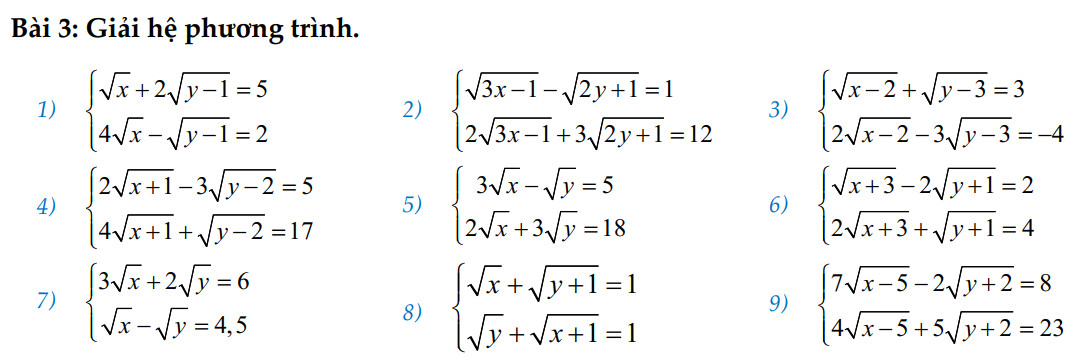 Bài 3: Giải hệ phương trình.
1) {√x + 2√(y−1) = 5
4√x − √(y−1) = 2
2) {√(3x−1) − √(2y+1) = 1
2√(3x−1) + 3√(2y+1) = 12
3) {√(x−2) + √(y−3) = 3
2√(x−2) − 3√(y−3) = −4
4) {2√(x+1) − 3√(y−2) = 5
4√(x+1) + √(y−2) = 17
5) {3√x − √y = 5
2√x + 3√y = 18
6) {√(x+3) − 2√(y+1) = 2
2√(x+3) + √(y+1) = 4
7) {3√x + 2√y = 6
√x − √y = 4,5
8) {√x + √(y+1) = 1
√y + √(x+1) = 1
9) {7√(x−5) − 2√(y+2) = 8
4√(x−5) + 5√(y+2) = 23